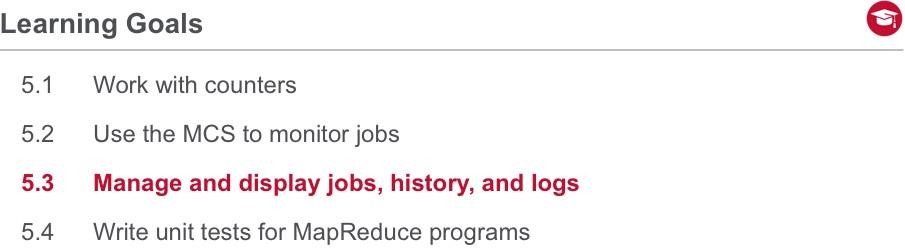 Learning Goals
5.1 Work with counters
5.2 Use the MCS to monitor jobs
5.3 Manage and display jobs, history, and logs
5.4 Write unit tests for MapReduce programs